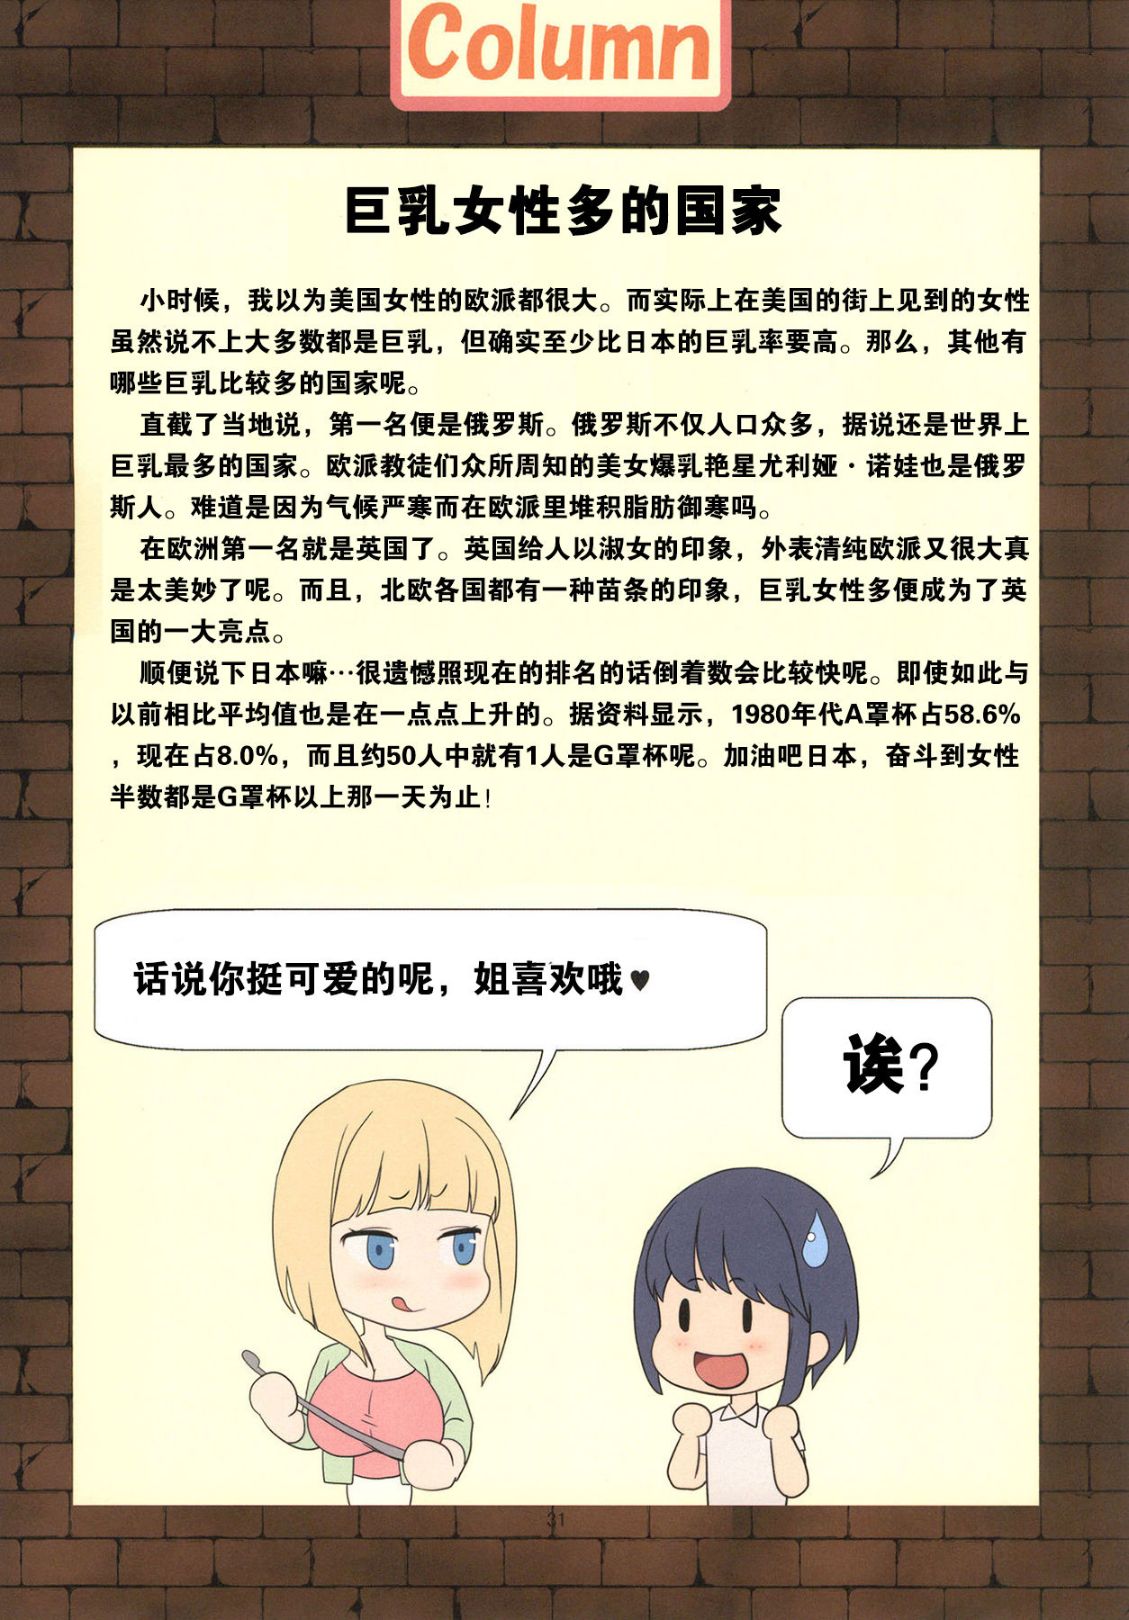 Column
巨乳女性多的国家
小时候，我以为美国女性的欧派都很大。而实际上在美国的街上见到的女性
虽然说不上大多数都是巨乳，但确实至少比日本的巨乳率要高。那么，其他有
哪些巨乳比较多的国家呢。
直截了当地说，第一名便是俄罗斯。俄罗斯不仅人口众多，据说还是世界上
巨乳最多的国家。欧派教徒们众所周知的美女爆乳艳星尤利娅·诺娃也是俄罗
斯人。难道是因为气候严寒而在欧派里堆积脂肪御寒吗。
在欧洲第一名就是英国了。英国给人以淑女的印象，外表清纯欧派又很大真
是太美妙了呢。而且，北欧各国都有一种苗条的印象，巨乳女性多便成为了英
国的一大亮点。
顺便说下日本嘛…很遗憾照现在的排名的话倒着数会比较快呢。即使如此与
以前相比平均值也是在一点点上升的。据资料显示，1980年代A罩杯占58.6%
，现在占8.0%，而且约50人中就有1人是G罩杯呢。加油吧日本，奋斗到女性
半数都是G罩杯以上那一天为止！
话说你挺可爱的呢，姐喜欢哦♥
诶？
31